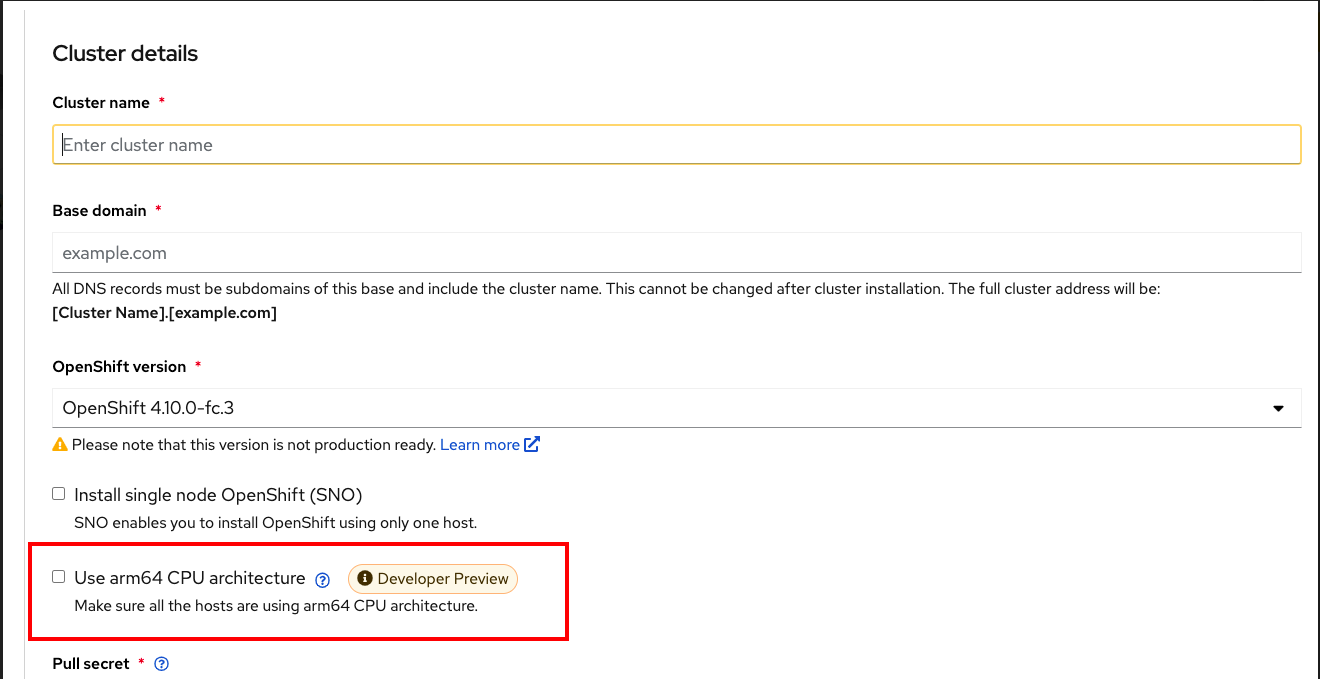 Cluster details
Cluster name *
Enter cluster name
Base domain *
example.com
All DNS records must be subdomains of this base and include the cluster name. This cannot be changed after cluster installation. The full cluster address will be:
[Cluster Name].[example.com]
OpenShift version *
OpenShift 4.10.0-fc.3
Please note that this version is not production ready. Learn more
Install single node OpenShift (SNO)
SNO enables you to install OpenShift using only one host.
Use arm64 CPU architecture ? Developer Preview
Make sure all the hosts are using arm64 CPU architecture.
Pull secret * ?